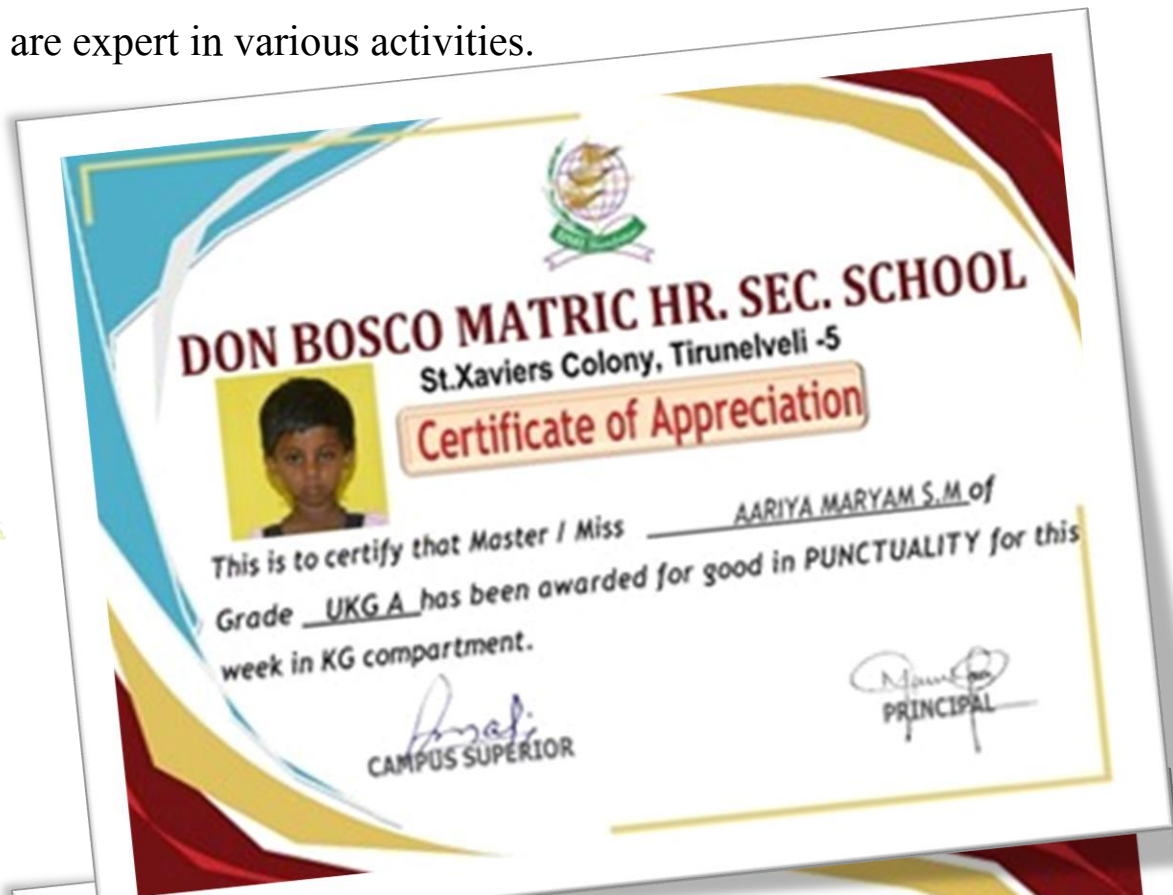 are expert in various activities.
DON BOSCO MATRIC HR. SEC. SCHOOL
St.Xaviers Colony, Tirunelveli -5
Certificate of Appreciation
This is to certify that Master / Miss AARIYA MARYAM S.M of
Grade UKG A has been awarded for good in PUNCTUALITY for this
week in KG compartment.
CAMPUS SUPERIOR
PRINCIPAL